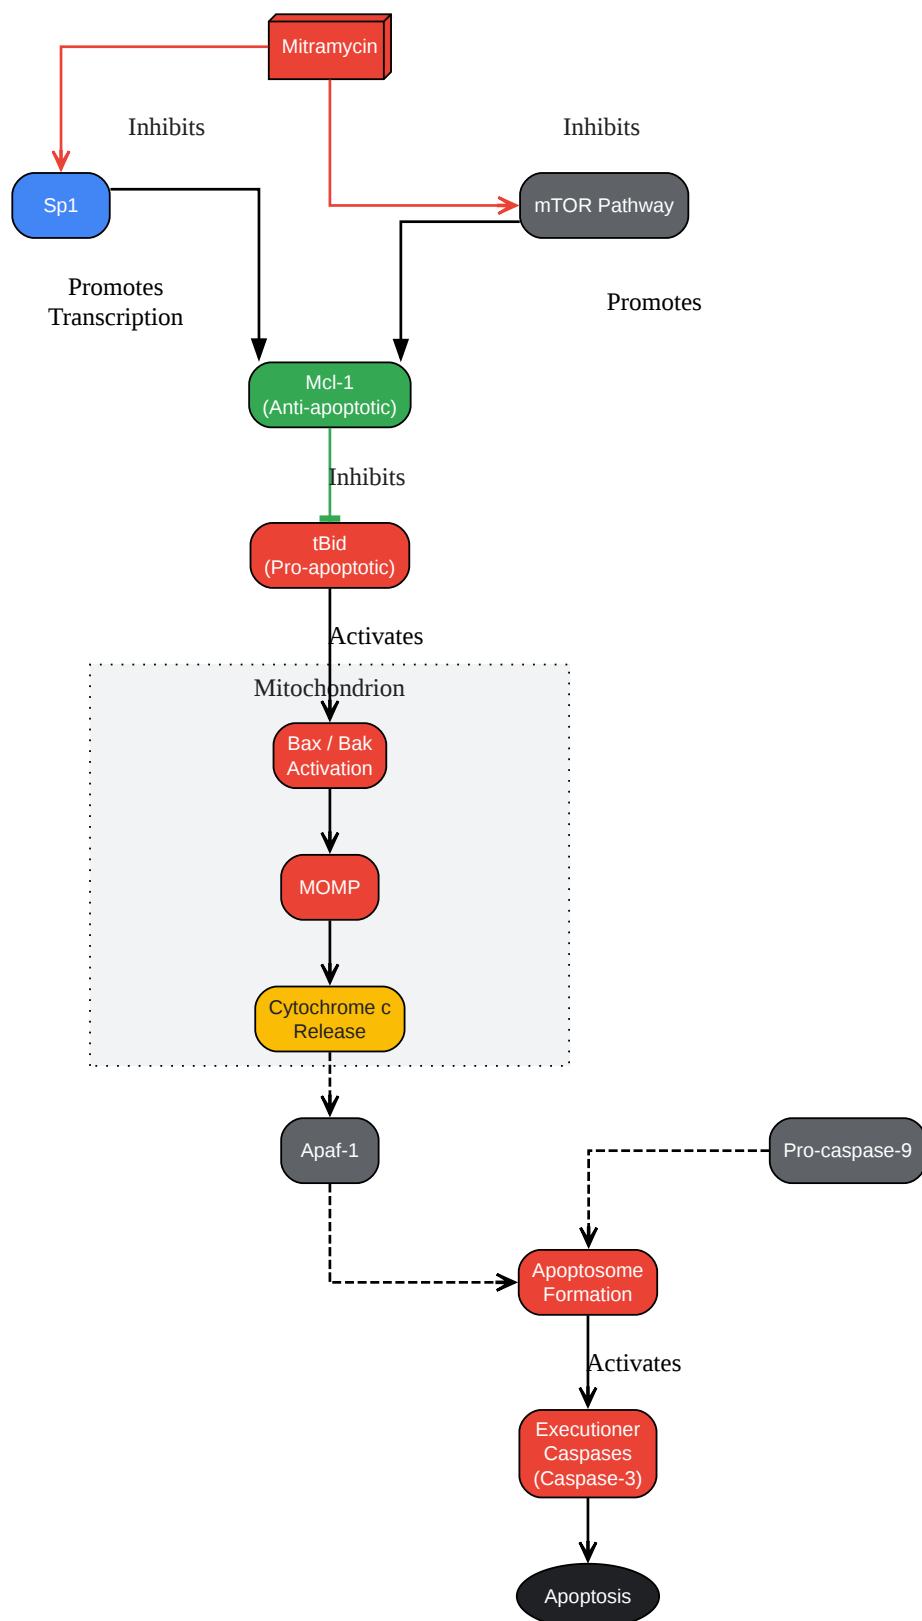 Mitramycin
Inhibits
Inhibits
Sp1
mTOR Pathway
Promotes
Transcription
Promotes
Mcl-1
(Anti-apoptotic)
Inhibits
tBid
(Pro-apoptotic)
Activates
Mitochondrion
Bax / Bak
Activation
MOMP
Cytochrome c
Release
Apaf-1
Pro-caspase-9
Apoptosome
Formation
Activates
Executioner
Caspases
(Caspase-3)
Apoptosis